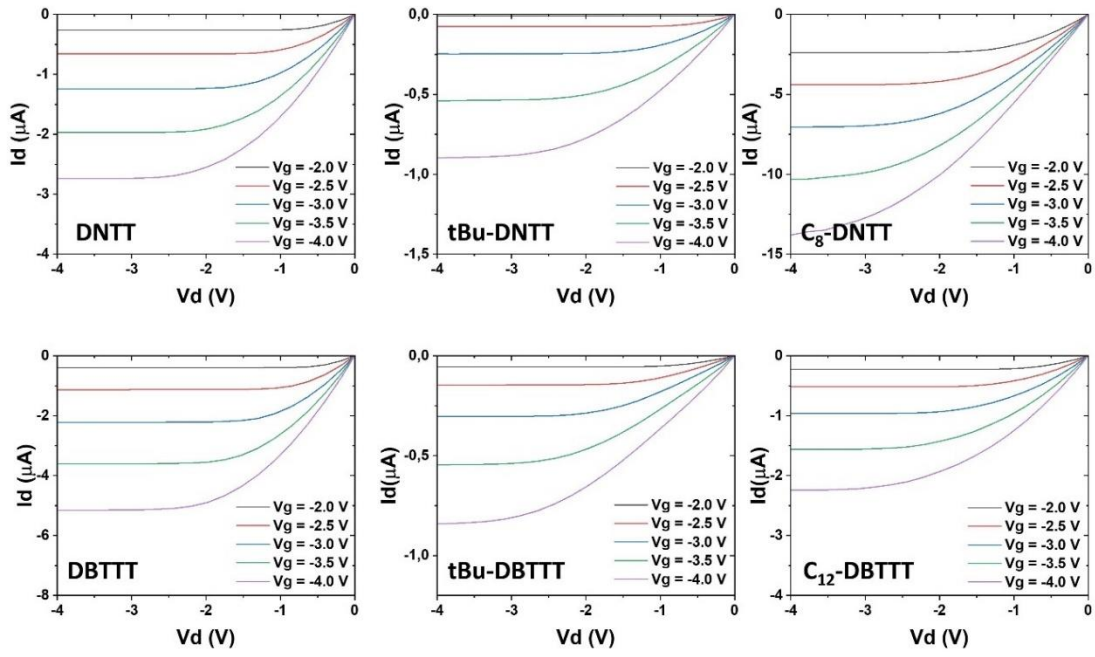 0
-1
-2
-3
-4
Id (μA)
Vg = -2.0 V
Vg = -2.5 V
Vg = -3.0 V
Vg = -3.5 V
Vg = -4.0 V
DNTT
-4 -3 -2 -1 0
Vd (V)
0,0
-0,5
-1,0
-1,5
Id (μA)
Vg = -2.0 V
Vg = -2.5 V
Vg = -3.0 V
Vg = -3.5 V
Vg = -4.0 V
tBu-DNTT
-4 -3 -2 -1 0
Vd (V)
0
-5
-10
-15
Id (μA)
Vg = -2.0 V
Vg = -2.5 V
Vg = -3.0 V
Vg = -3.5 V
Vg = -4.0 V
C₈-DNTT
-4 -3 -2 -1 0
Vd (V)
0
-2
-4
-6
-8
Id (μA)
Vg = -2.0 V
Vg = -2.5 V
Vg = -3.0 V
Vg = -3.5 V
Vg = -4.0 V
DBTTT
-4 -3 -2 -1 0
Vd (V)
0,0
-0,5
-1,0
Id(μA)
Vg = -2.0 V
Vg = -2.5 V
Vg = -3.0 V
Vg = -3.5 V
Vg = -4.0 V
tBu-DBTTT
-4 -3 -2 -1 0
Vd (V)
0
-1
-2
-3
-4
Id(μA)
Vg = -2.0 V
Vg = -2.5 V
Vg = -3.0 V
Vg = -3.5 V
Vg = -4.0 V
C₁₂-DBTTT
-4 -3 -2 -1 0
Vd (V)